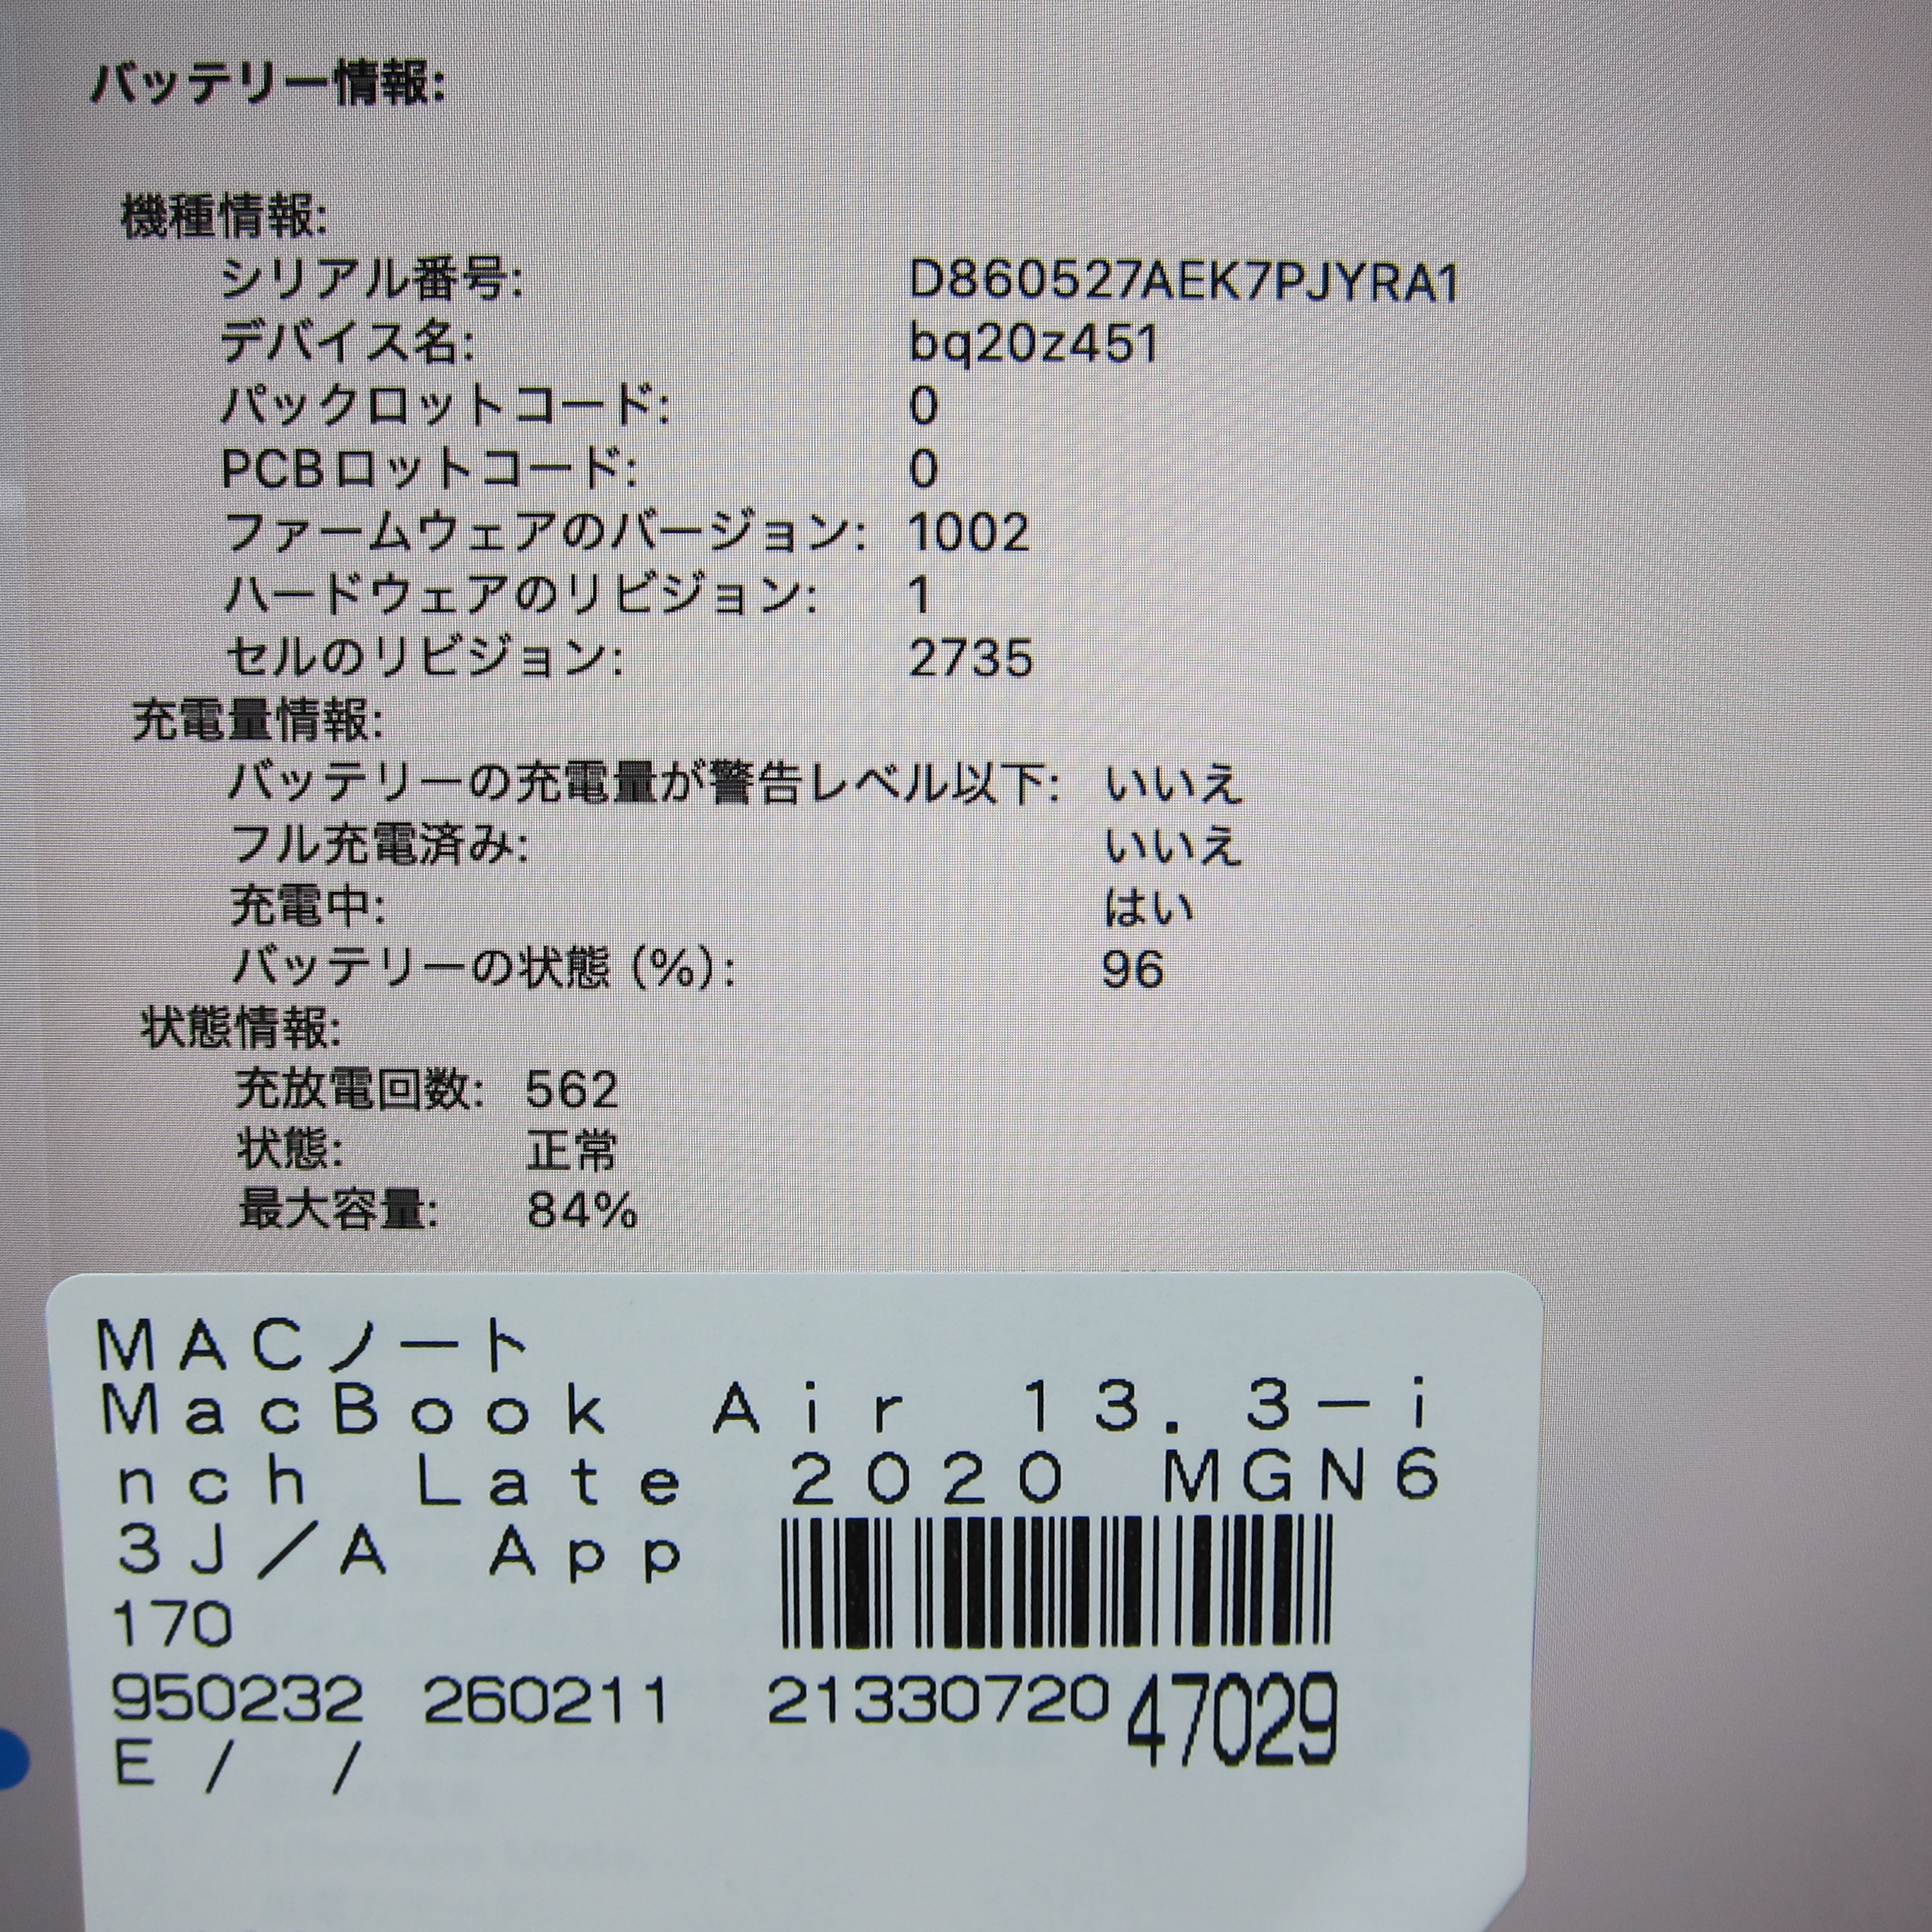 バッテリー情報:
機種情報:
シリアル番号: D860527AEK7PJYRA1
デバイス名: bq20z451
パックロットコード: 0
PCBロットコード: 0
ファームウェアのバージョン: 1002
ハードウェアのリビジョン: 1
セルのリビジョン: 2735
充電量情報:
バッテリーの充電量が警告レベル以下: いいえ
フル充電済み: いいえ
充電中: はい
バッテリーの状態 (%): 96
状態情報:
充放電回数: 562
状態: 正常
最大容量: 84%
MACノート
MacBook Air 13.3-i
nch Late 2020 MGN6
3J/A App
170
950232 260211 21330720 47029
E / /